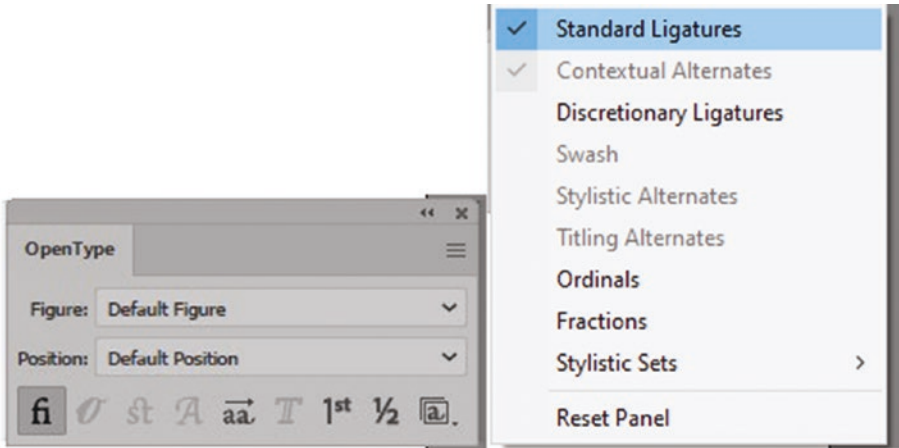 OpenType
Figure: Default Figure
Position: Default Position
fi O st A aa T 1st ½ a
Standard Ligatures
Contextual Alternates
Discretionary Ligatures
Swash
Stylistic Alternates
Titling Alternates
Ordinals
Fractions
Stylistic Sets
Reset Panel